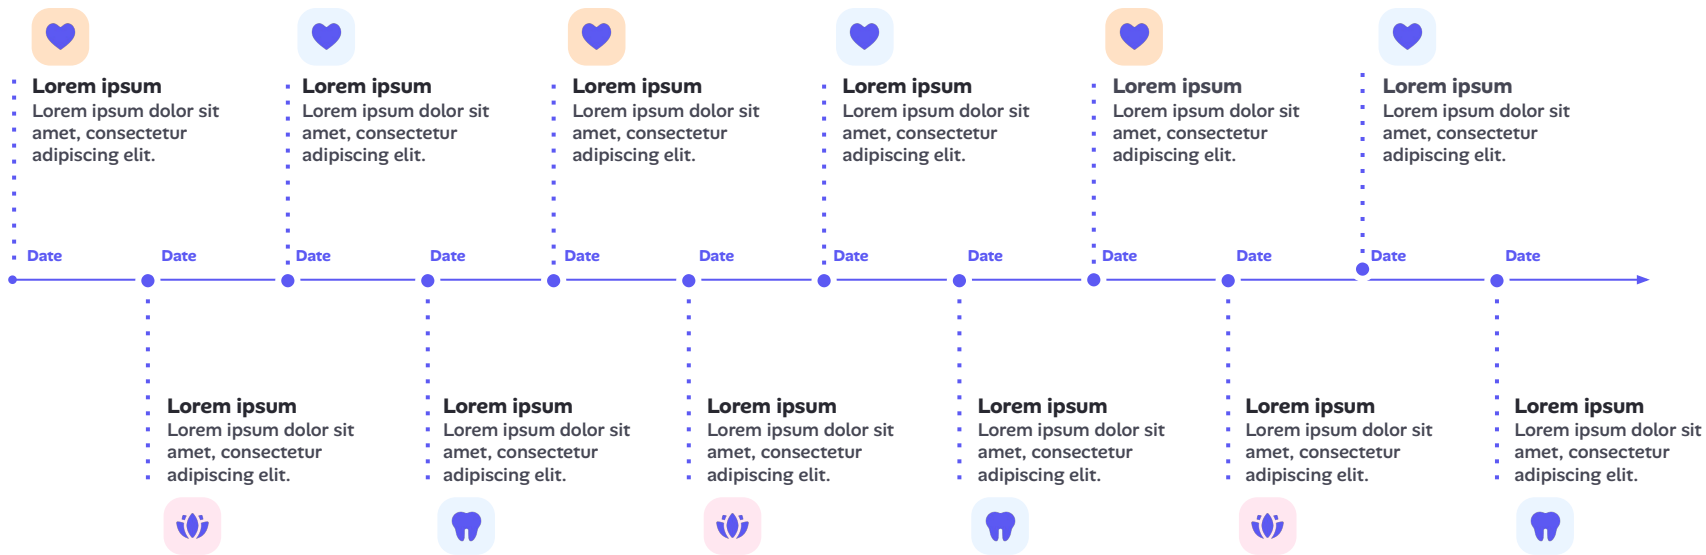 Lorem ipsum
Lorem ipsum dolor sit
amet, consectetur
adipiscing elit.
Lorem ipsum
Lorem ipsum dolor sit
amet, consectetur
adipiscing elit.
Lorem ipsum
Lorem ipsum dolor sit
amet, consectetur
adipiscing elit.
Lorem ipsum
Lorem ipsum dolor sit
amet, consectetur
adipiscing elit.
Lorem ipsum
Lorem ipsum dolor sit
amet, consectetur
adipiscing elit.
Lorem ipsum
Lorem ipsum dolor sit
amet, consectetur
adipiscing elit.
Date
Date
Date
Date
Date
Date
Date
Date
Date
Date
Date
Date
Lorem ipsum
Lorem ipsum dolor sit
amet, consectetur
adipiscing elit.
Lorem ipsum
Lorem ipsum dolor sit
amet, consectetur
adipiscing elit.
Lorem ipsum
Lorem ipsum dolor sit
amet, consectetur
adipiscing elit.
Lorem ipsum
Lorem ipsum dolor sit
amet, consectetur
adipiscing elit.
Lorem ipsum
Lorem ipsum dolor sit
amet, consectetur
adipiscing elit.
Lorem ipsum
Lorem ipsum dolor sit
amet, consectetur
adipiscing elit.